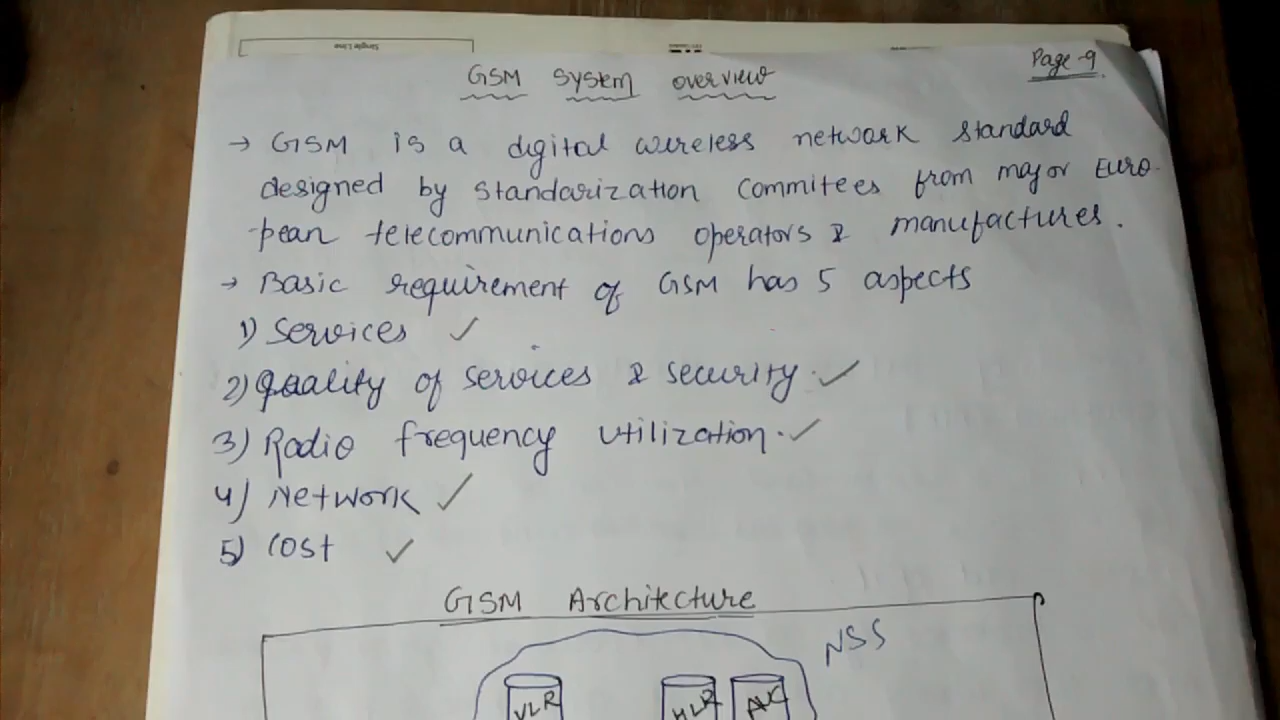 Single Line
GSM System overview
Page-9
→ GSM is a digital wireless network standard
designed by standarization commitees from major Euro-
pean telecommunications operators & manufactures.
→ Basic requirement of GSM has 5 aspects
1) Services ✓
2) Quality of services & security. ✓
3) Radio frequency utilization. ✓
4) Network ✓
5) Cost ✓
GSM Architecture
NSS
VLR HLR AUC